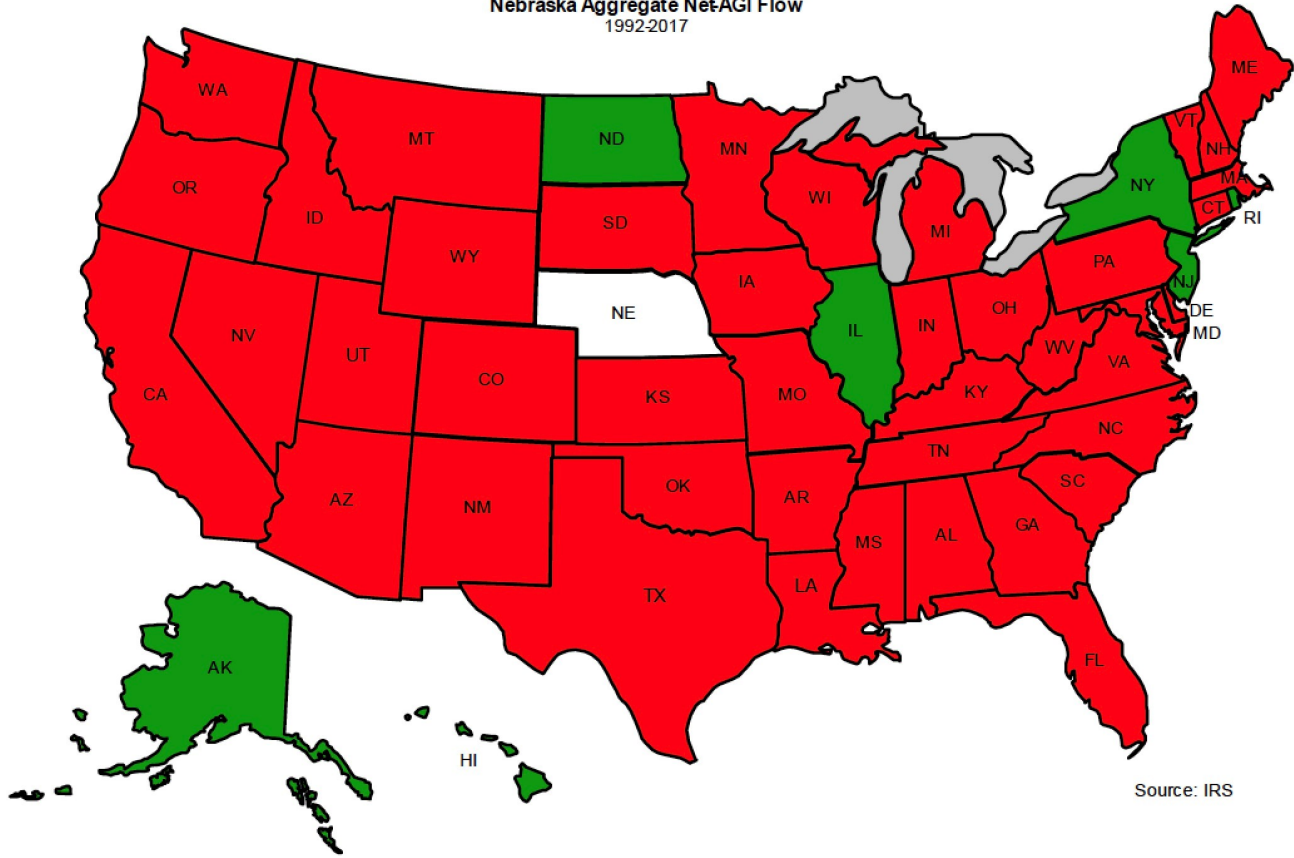 Nebraska Aggregate Net-AGI Flow
1992-2017
WA
MT
ND
MN
ME
VT
NH
OR
ID
SD
WI
MI
NY
MA
CT
RI
WY
IA
PA
NJ
NE
IL
IN
OH
DE
MD
NV
UT
CO
KS
MO
WV
VA
KY
CA
NC
TN
AZ
NM
OK
AR
SC
MS
AL
GA
TX
LA
FL
AK
HI
Source: IRS